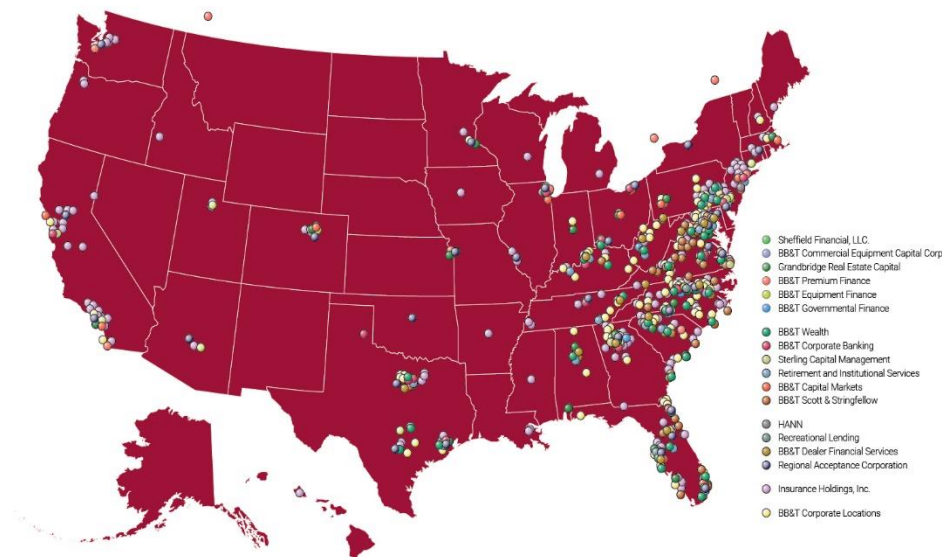 Sheffield Financial, LLC.
BB&T Commercial Equipment Capital Corp
Grandbridge Real Estate Capital
BB&T Premium Finance
BB&T Equipment Finance
BB&T Governmental Finance
BB&T Wealth
BB&T Corporate Banking
Sterling Capital Management
Retirement and Institutional Services
BB&T Capital Markets
BB&T Scott & Stringfellow
HANN
Recreational Lending
BB&T Dealer Financial Services
Regional Acceptance Corporation
Insurance Holdings, Inc.
BB&T Corporate Locations